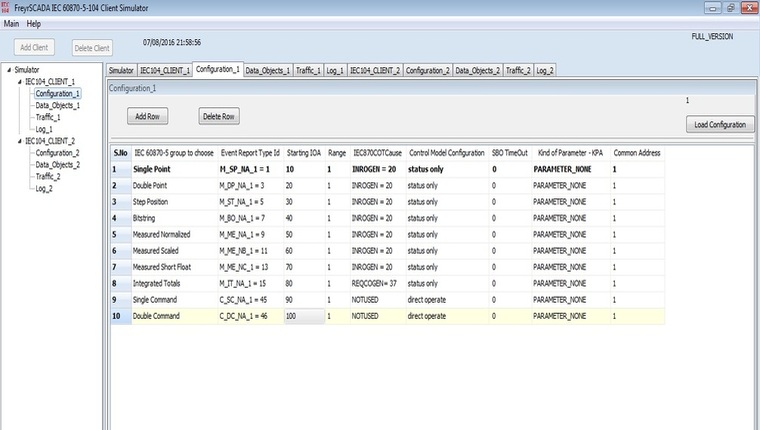 IEC 104
FreyrSCADA IEC 60870-5-104 Client Simulator
Main Help
FULL_VERSION
Add Client Delete Client 07/08/2016 21:58:56
Simulator
IEC104_CLIENT_1
Configuration_1
Data_Objects_1
Traffic_1
Log_1
IEC104_CLIENT_2
Configuration_2
Data_Objects_2
Traffic_2
Log_2
Simulator IEC104_CLIENT_1 Configuration_1 Data_Objects_1 Traffic_1 Log_1 IEC104_CLIENT_2 Configuration_2 Data_Objects_2 Traffic_2 Log_2
Configuration_1
1
Add Row Delete Row Load Configuration
S.No IEC 60870-5 group to choose Event Report Type Id Starting IOA Range IEC870COTCause Control Model Configuration SBO TimeOut Kind of Parameter - KPA Common Address
1 Single Point M_SP_NA_1 = 1 10 1 INROGEN = 20 status only 0 PARAMETER_NONE 1
2 Double Point M_DP_NA_1 = 3 20 1 INROGEN = 20 status only 0 PARAMETER_NONE 1
3 Step Position M_ST_NA_1 = 5 30 1 INROGEN = 20 status only 0 PARAMETER_NONE 1
4 Bitstring M_BO_NA_1 = 7 40 1 INROGEN = 20 status only 0 PARAMETER_NONE 1
5 Measured Normalized M_ME_NA_1 = 9 50 1 INROGEN = 20 status only 0 PARAMETER_NONE 1
6 Measured Scaled M_ME_NB_1 = 11 60 1 INROGEN = 20 status only 0 PARAMETER_NONE 1
7 Measured Short Float M_ME_NC_1 = 13 70 1 INROGEN = 20 status only 0 PARAMETER_NONE 1
8 Integrated Totals M_IT_NA_1 = 15 80 1 REQCOGEN= 37 status only 0 PARAMETER_NONE 1
9 Single Command C_SC_NA_1 = 45 90 1 NOTUSED direct operate 0 PARAMETER_NONE 1
10 Double Command C_DC_NA_1 = 46 100 1 NOTUSED direct operate 0 PARAMETER_NONE 1